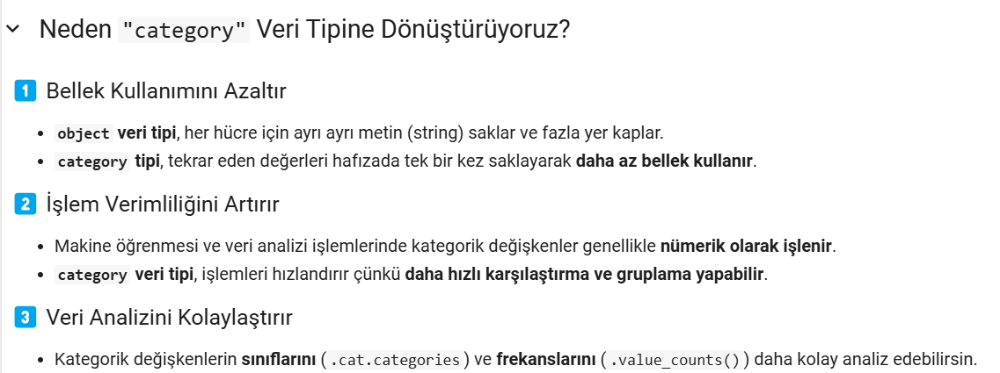 Neden "category" Veri Tipine Dönüştürüyoruz?
1 Bellek Kullanımını Azaltır
• object veri tipi, her hücre için ayrı ayrı metin (string) saklar ve fazla yer kaplar.
• category tipi, tekrar eden değerleri hafızada tek bir kez saklayarak daha az bellek kullanır.
2 İşlem Verimliliğini Artırır
• Makine öğrenmesi ve veri analizi işlemlerinde kategorik değişkenler genellikle nümerik olarak işlenir.
• category veri tipi, işlemleri hızlandırır çünkü daha hızlı karşılaştırma ve gruplama yapabilir.
3 Veri Analizini Kolaylaştırır
• Kategorik değişkenlerin sınıflarını (.cat.categories) ve frekanslarını (.value_counts()) daha kolay analiz edebilirsin.